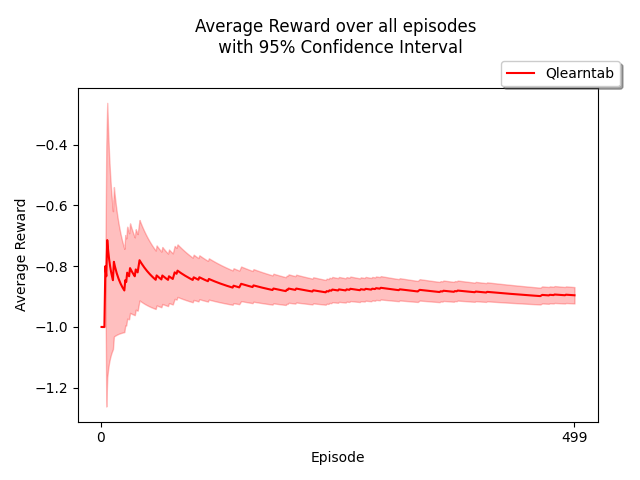 Average Reward over all episodes
with 95% Confidence Interval
Qlearntab
−0.4
−0.6
−0.8
−1.0
−1.2
Average Reward
0
499
Episode